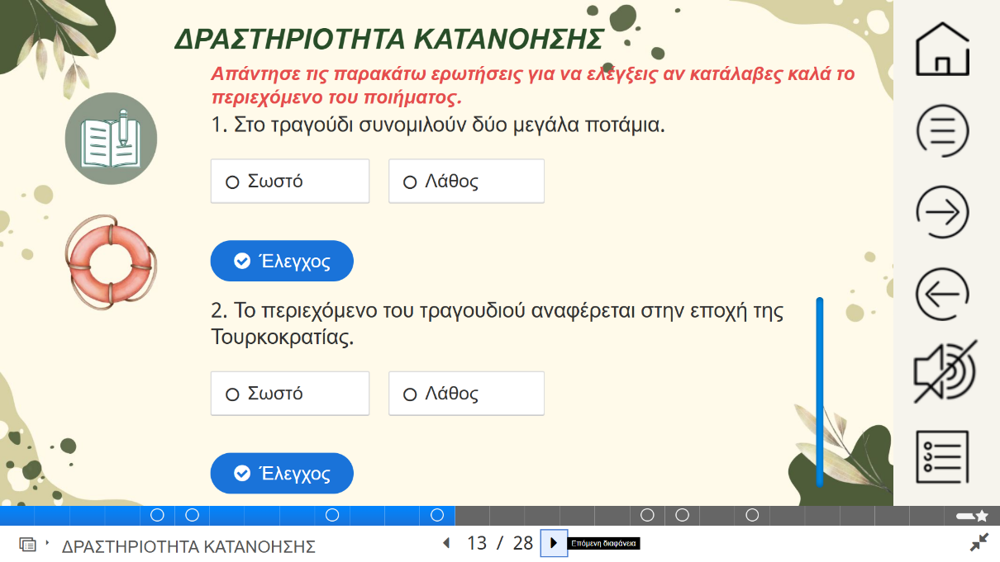 ΔΡΑΣΤΗΡΙΟΤΗΤΑ ΚΑΤΑΝΟΗΣΗΣ
Απάντησε τις παρακάτω ερωτήσεις για να ελέγξεις αν κατάλαβες καλά το
περιεχόμενο του ποιήματος.
1. Στο τραγούδι συνομιλούν δύο μεγάλα ποτάμια.
Σωστό Λάθος
Έλεγχος
2. Το περιεχόμενο του τραγουδιού αναφέρεται στην εποχή της
Τουρκοκρατίας.
Σωστό Λάθος
Έλεγχος
ΔΡΑΣΤΗΡΙΟΤΗΤΑ ΚΑΤΑΝΟΗΣΗΣ 13 / 28 Επόμενη διαφάνεια